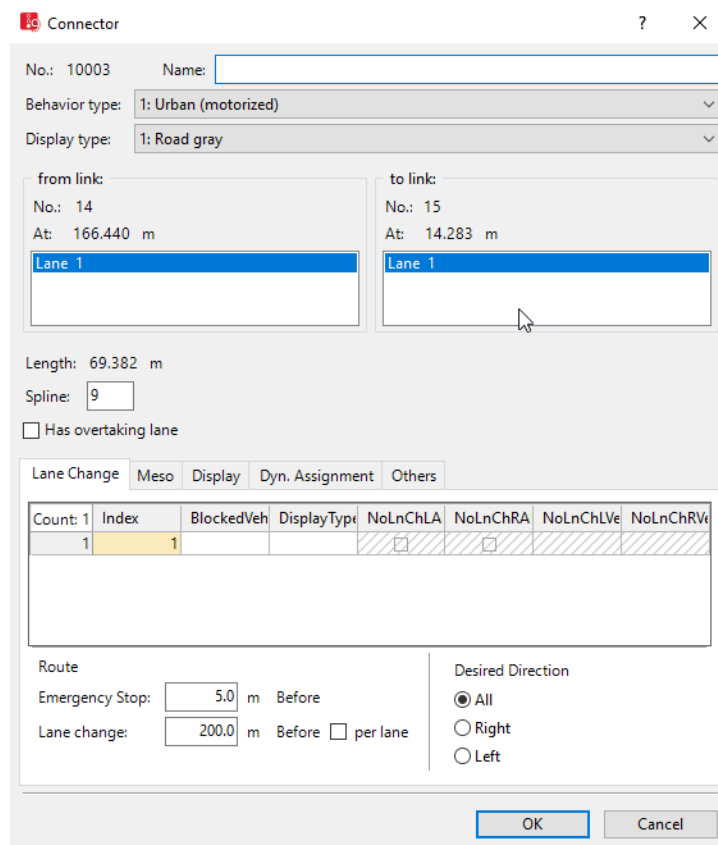 Connector
No.: 10003 Name:
Behavior type: 1: Urban (motorized)
Display type: 1: Road gray
from link: to link:
No.: 14 No.: 15
At: 166.440 m At: 14.283 m
Lane 1 Lane 1
Length: 69.382 m
Spline: 9
Has overtaking lane
Lane Change Meso Display Dyn. Assignment Others
Count: 1 Index BlockedVeh DisplayType NoLnChLA NoLnChRA NoLnChLVe NoLnChRVe
1 1
Route Desired Direction
Emergency Stop: 5.0 m Before All
Lane change: 200.0 m Before per lane Right
Left
OK Cancel